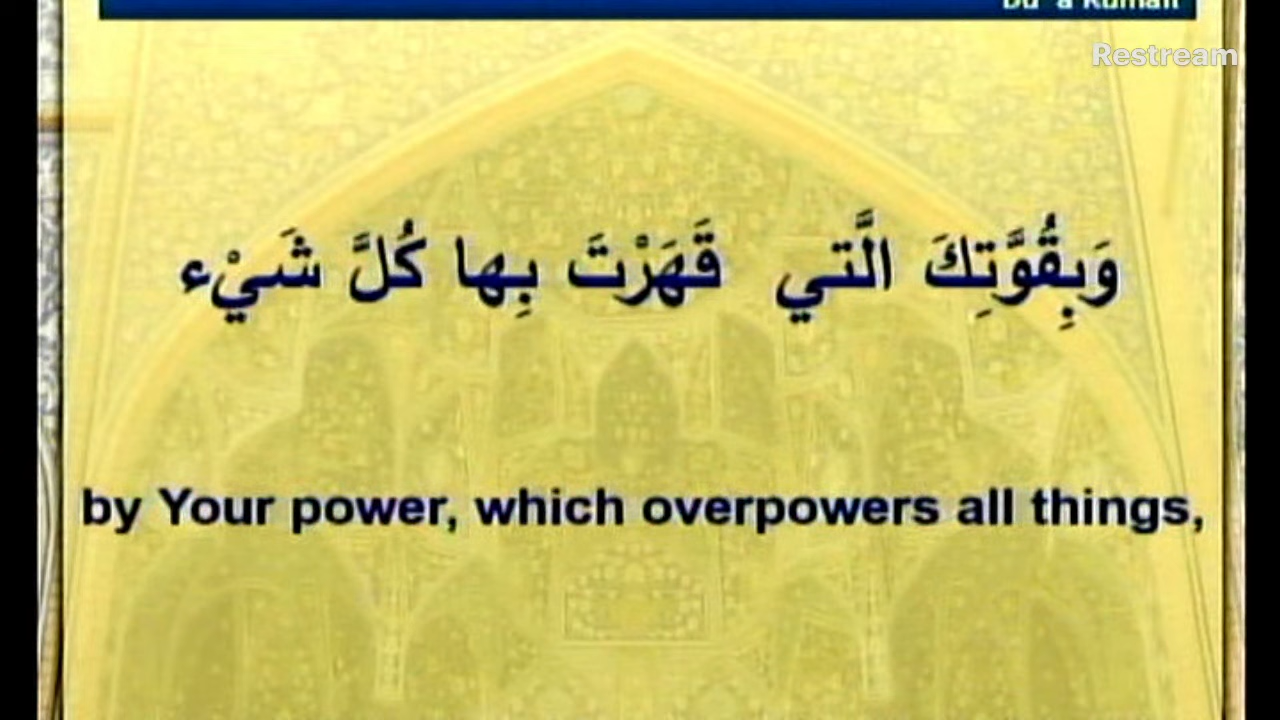 Du 'a Kumail
Restream
وَبِقُوَّتِكَ الَّتي قَهَرْتَ بِها كُلَّ شَيْء
by Your power, which overpowers all things,